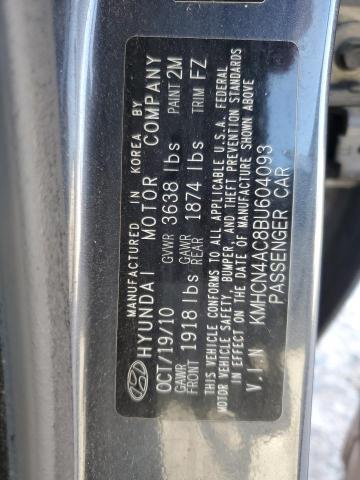 MANUFACTURED IN KOREA BY
HYUNDAI MOTOR COMPANY
OCT/19/10 GVWR 3638 lbs PAINT 2M
GAWR FRONT 1918 lbs GAWR REAR 1874 lbs TRIM FZ
THIS VEHICLE CONFORMS TO ALL APPLICABLE U.S.A. FEDERAL
MOTOR VEHICLE SAFETY, BUMPER, AND THEFT PREVENTION STANDARDS
IN EFFECT ON THE DATE OF MANUFACTURE SHOWN ABOVE
V.I.N KMHCN4AC8BU604093
PASSENGER CAR